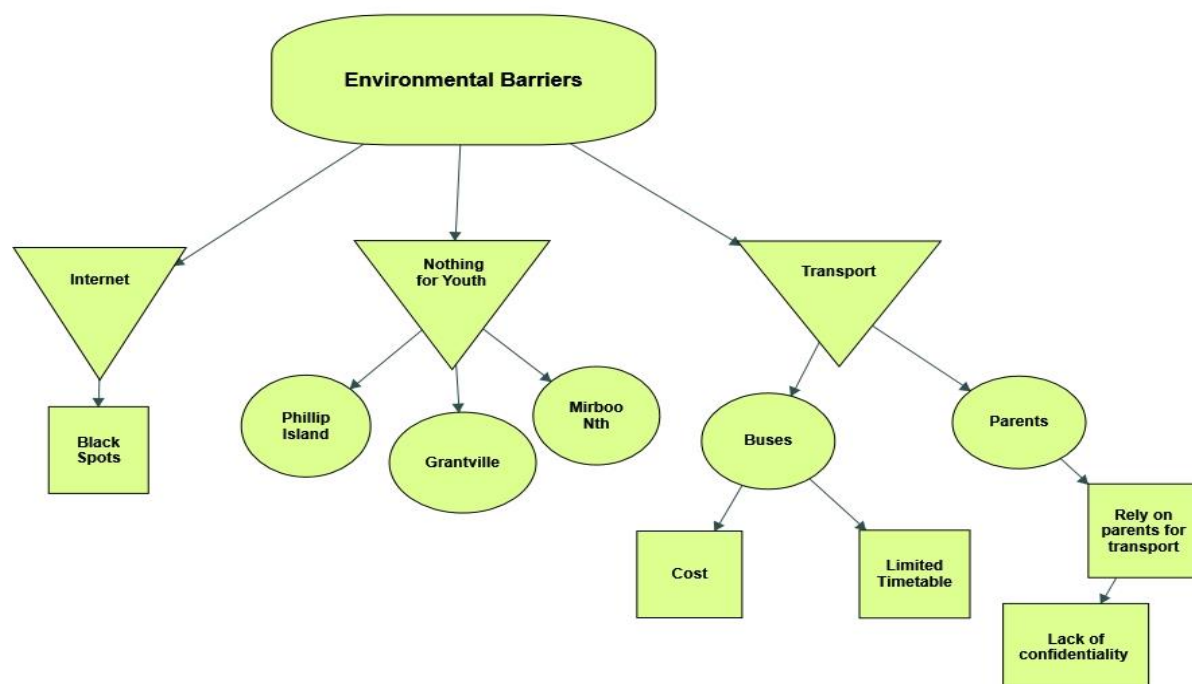 Environmental Barriers
Internet
Nothing
for Youth
Transport
Black
Spots
Phillip
Island
Grantville
Mirboo
Nth
Buses
Parents
Cost
Limited
Timetable
Rely on
parents for
transport
Lack of
confidentiality